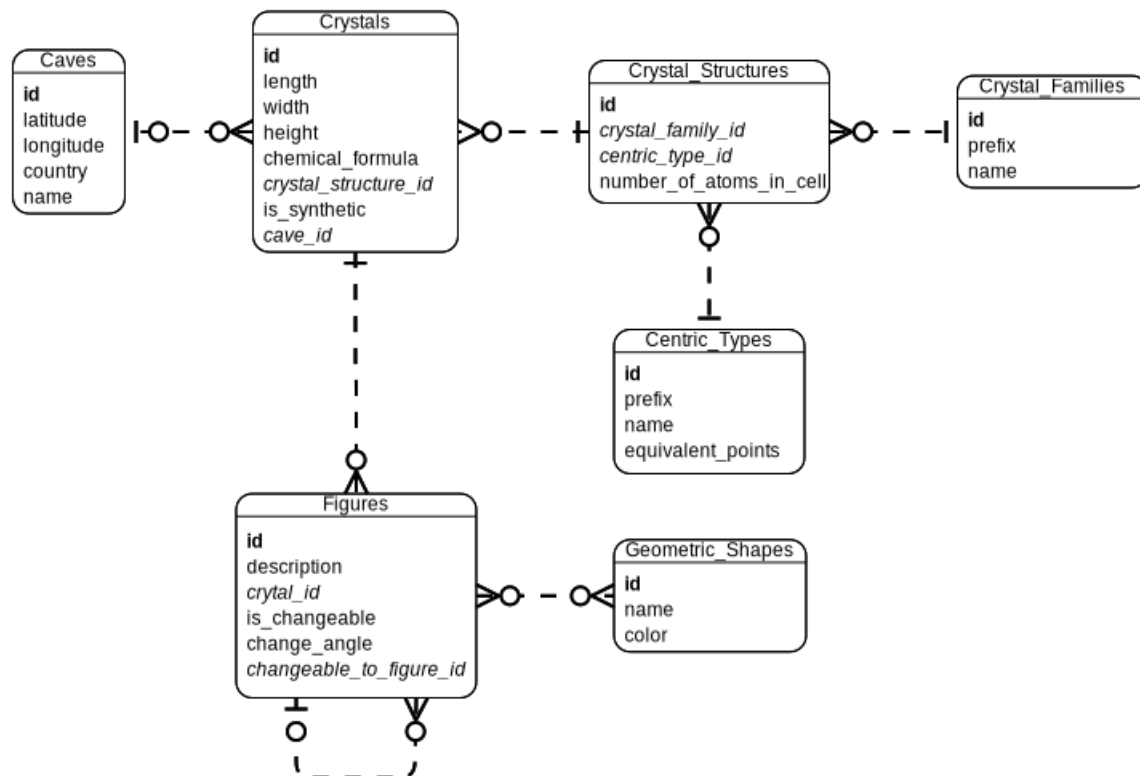 Caves
id
latitude
longitude
country
name
Crystals
id
length
width
height
chemical_formula
crystal_structure_id
is_synthetic
cave_id
Crystal_Structures
id
crystal_family_id
centric_type_id
number_of_atoms_in_cell
Crystal_Families
id
prefix
name
Centric_Types
id
prefix
name
equivalent_points
Figures
id
description
crytal_id
is_changeable
change_angle
changeable_to_figure_id
Geometric_Shapes
id
name
color